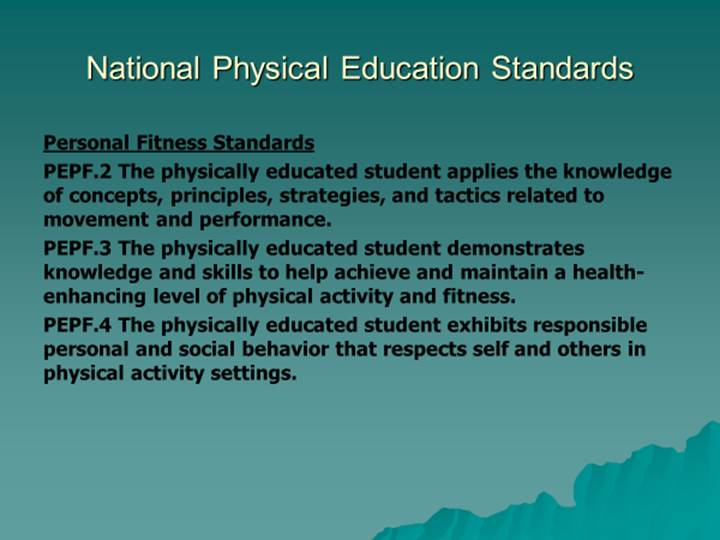 National Physical Education Standards
Personal Fitness Standards
PEPF.2 The physically educated student applies the knowledge
of concepts, principles, strategies, and tactics related to
movement and performance.
PEPF.3 The physically educated student demonstrates
knowledge and skills to help achieve and maintain a health-
enhancing level of physical activity and fitness.
PEPF.4 The physically educated student exhibits responsible
personal and social behavior that respects self and others in
physical activity settings.